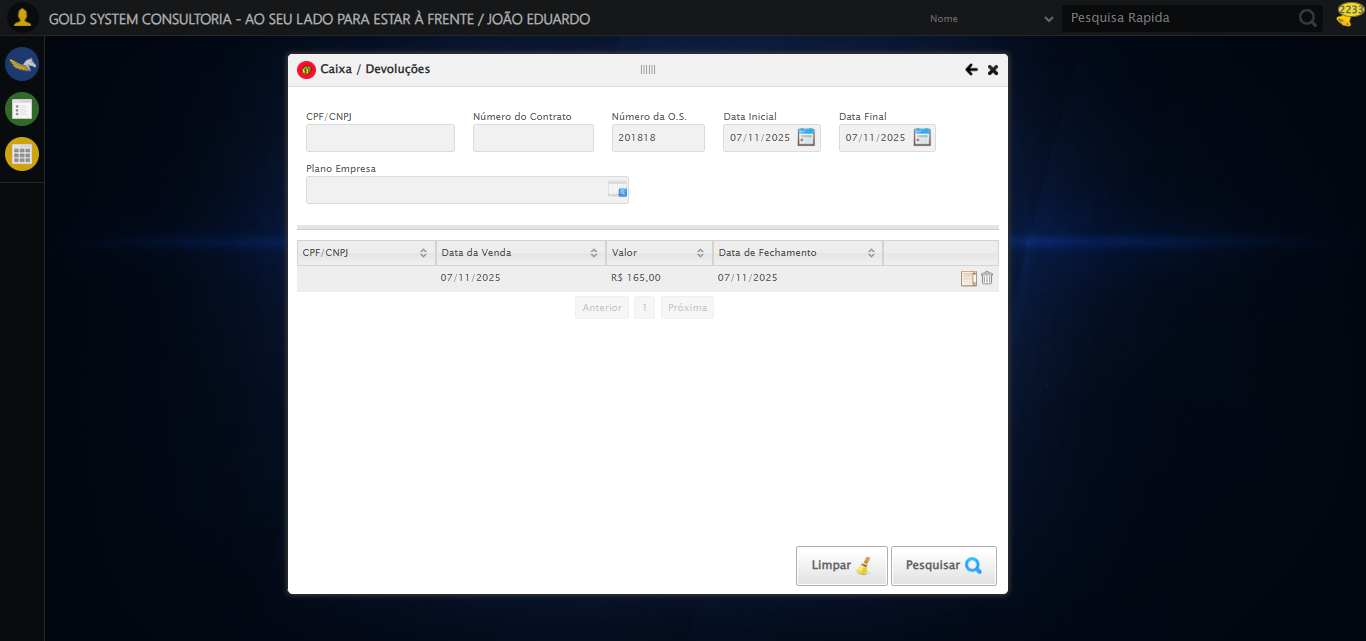 GOLD SYSTEM CONSULTORIA - AO SEU LADO PARA ESTAR À FRENTE / JOÃO EDUARDO
Nome
Pesquisa Rapida
2233
Caixa / Devoluções
CPF/CNPJ Número do Contrato Número da O.S. Data Inicial Data Final
201818 07/11/2025 07/11/2025
Plano Empresa
CPF/CNPJ Data da Venda Valor Data de Fechamento
07/11/2025 R$ 165,00 07/11/2025
Anterior 1 Próxima
Limpar Pesquisar